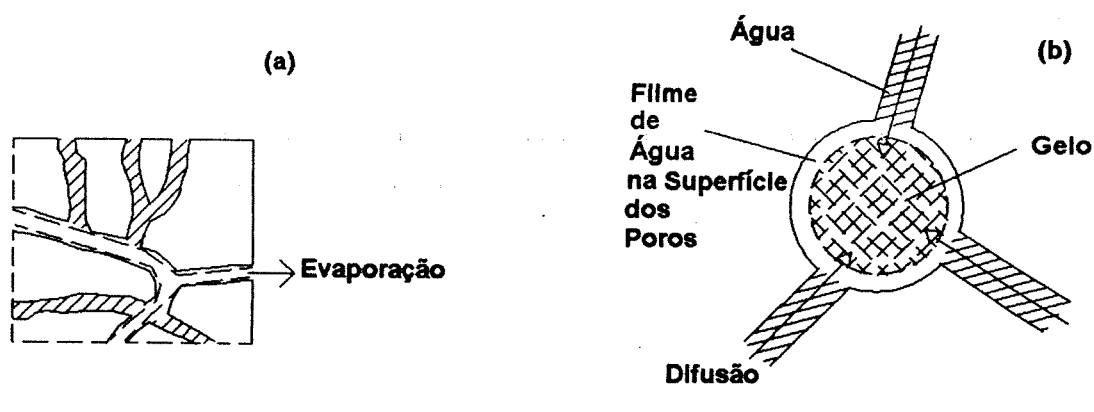 (a)
Evaporação
Água
(b)
Filme
de
Água
na Superfície
dos
Poros
Gelo
Difusão